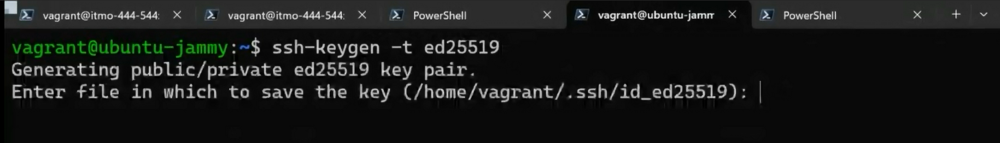 vagrant@itmo-444-544:
vagrant@itmo-444-544:
PowerShell
vagrant@ubuntu-jamm
PowerShell
vagrant@ubuntu-jammy:~$ ssh-keygen -t ed25519
Generating public/private ed25519 key pair.
Enter file in which to save the key (/home/vagrant/.ssh/id_ed25519):